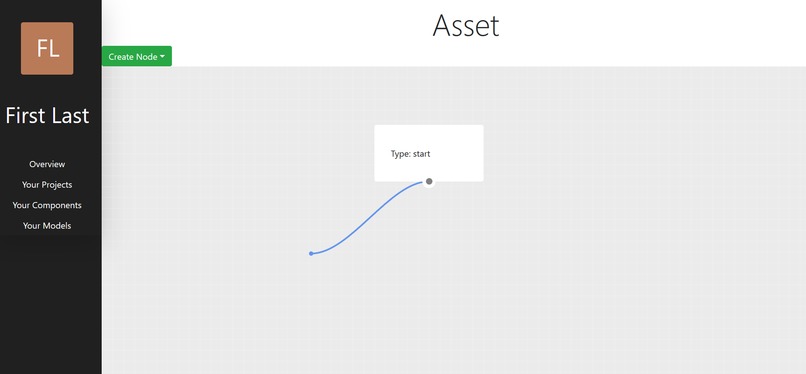 FL
First Last
Overview
Your Projects
Your Components
Your Models
Asset
Create Node
Type: start